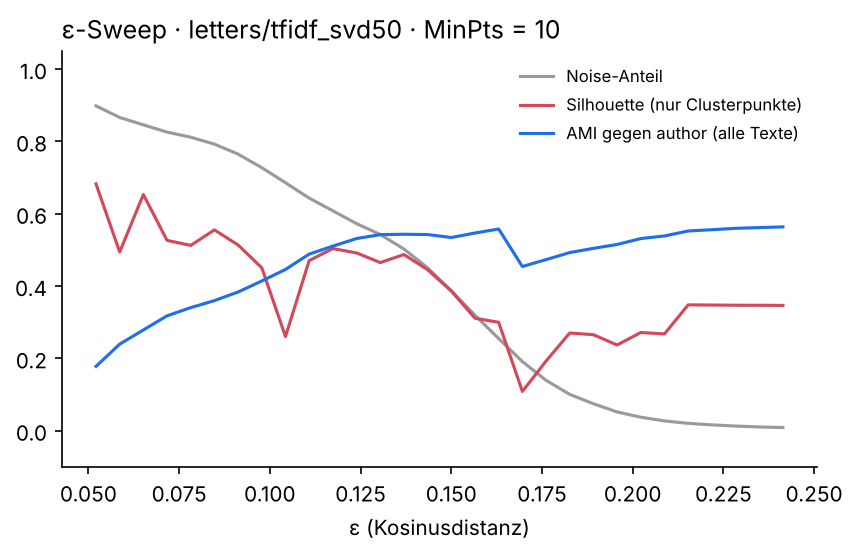 ε-Sweep · letters/tfidf_svd50 · MinPts = 10
Noise-Anteil
Silhouette (nur Clusterpunkte)
AMI gegen author (alle Texte)
1.0
0.8
0.6
0.4
0.2
0.0
0.050 0.075 0.100 0.125 0.150 0.175 0.200 0.225 0.250
ε (Kosinusdistanz)